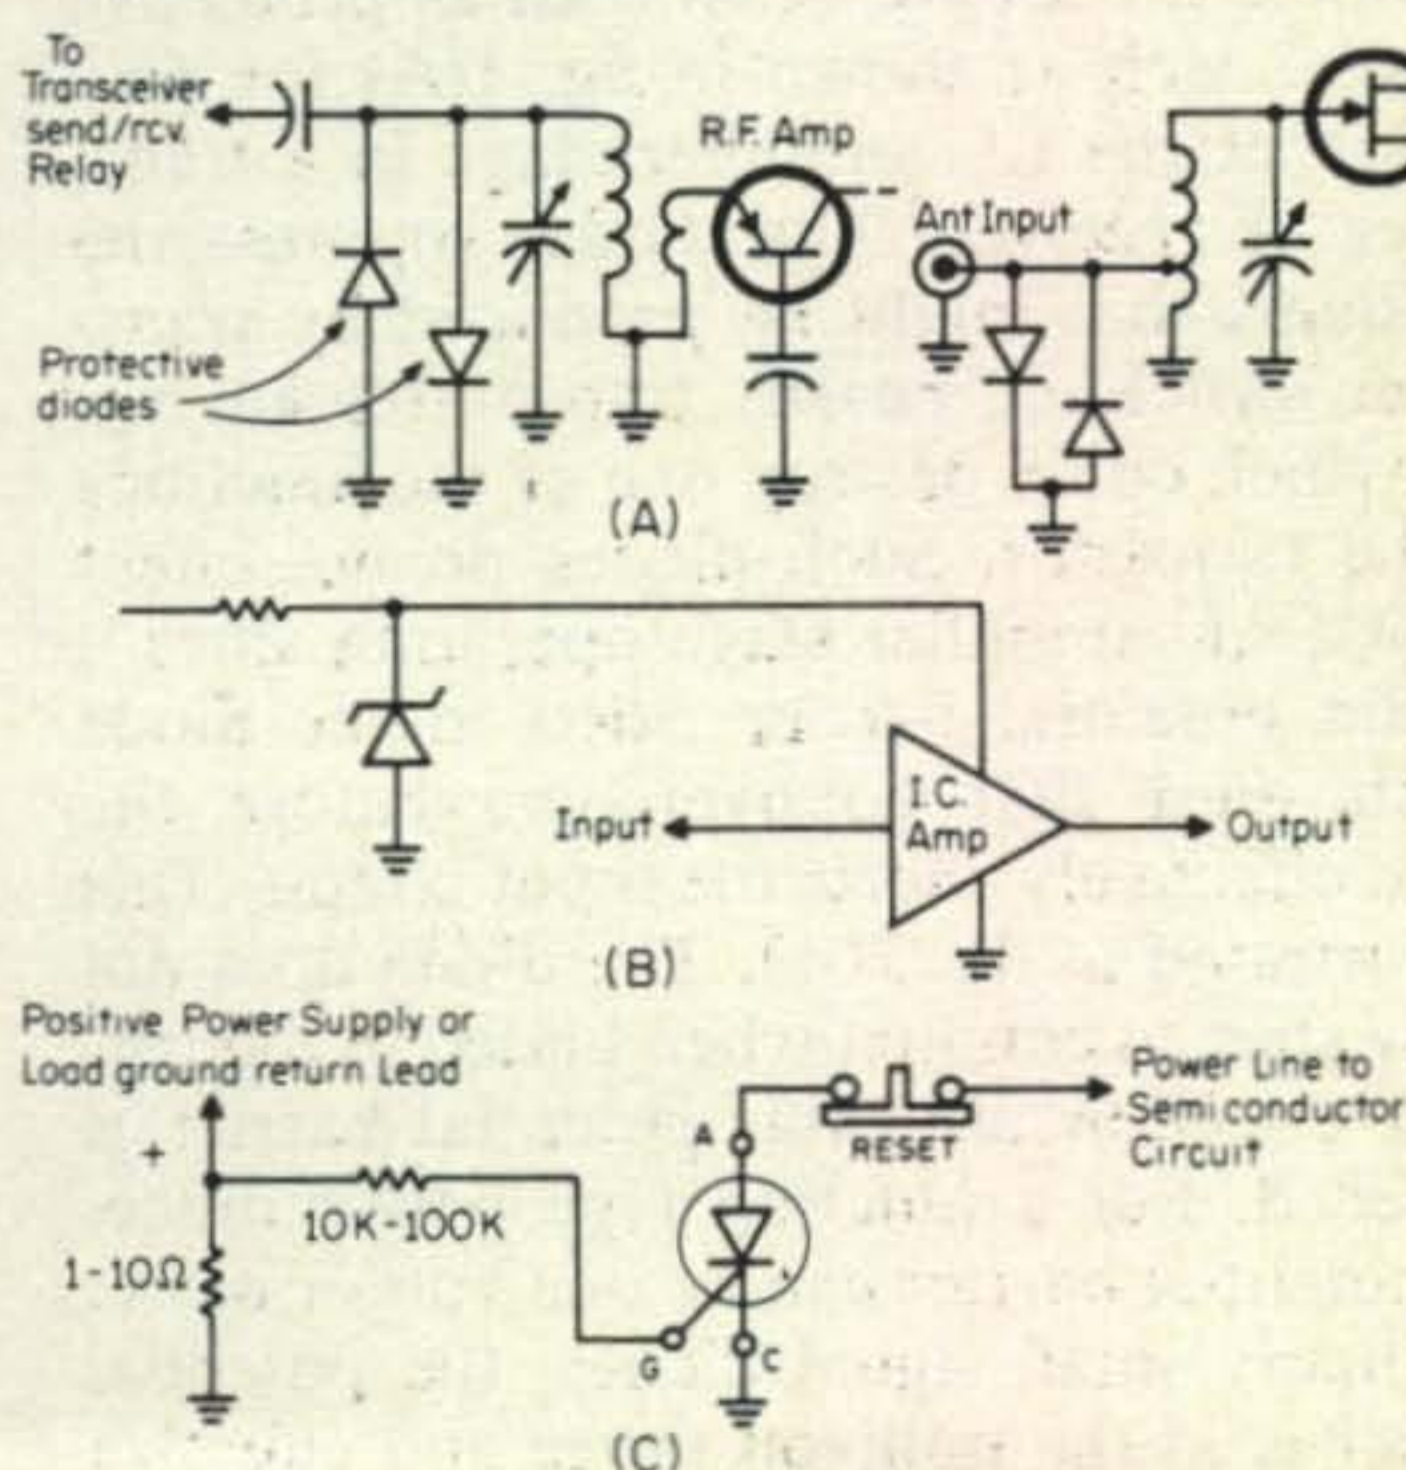 To
Transceiver
send/rcv.
Relay
R.F. Amp
Ant Input
Protective
diodes
(A)
I.C.
Amp
Input
Output
(B)
Positive Power Supply or
Load ground return Lead
Power Line to
Semiconductor
Circuit
A
RESET
+
10K-100K
1-10Ω
G
C
(C)